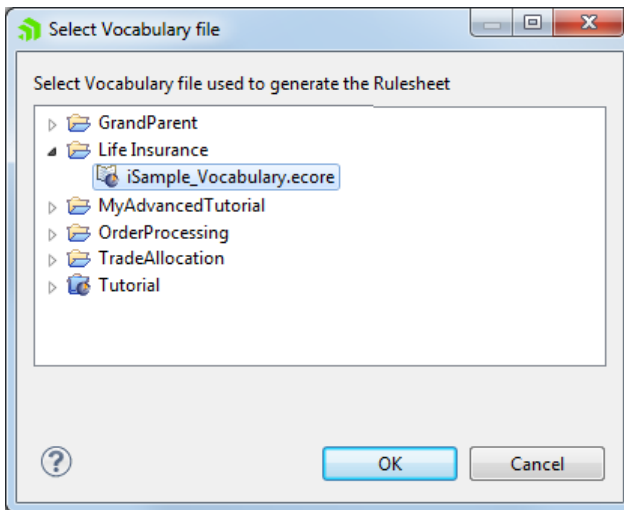 Select Vocabulary file
Select Vocabulary file used to generate the Rulesheet
GrandParent
Life Insurance
iSample_Vocabulary.ecore
MyAdvancedTutorial
OrderProcessing
TradeAllocation
Tutorial
?
OK Cancel